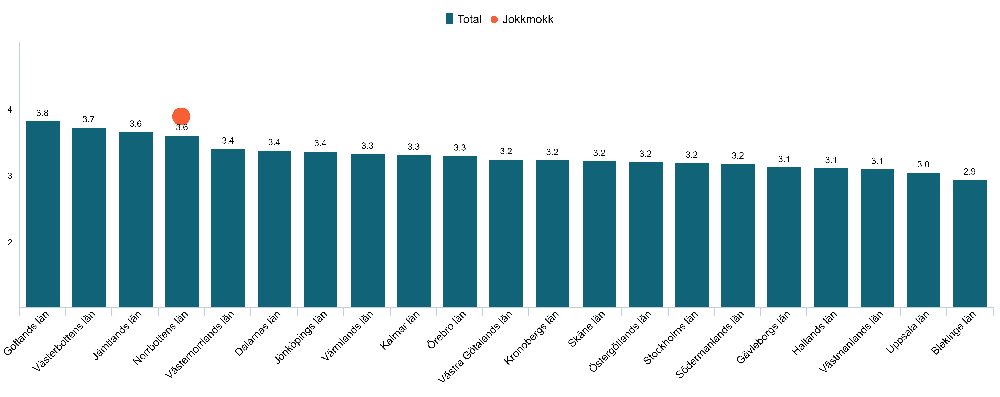 Total Jokkmokk
4
3
2
3.8 3.7 3.6 3.6 3.4 3.4 3.4 3.3 3.3 3.3 3.2 3.2 3.2 3.2 3.2 3.2 3.1 3.1 3.1 3.0 2.9
Gotlands län
Västerbottens län
Jämtlands län
Norrbottens län
Västernorrlands län
Dalarnas län
Jönköpings län
Värmlands län
Kalmar län
Örebro län
Västra Götalands län
Kronobergs län
Skåne län
Östergötlands län
Stockholms län
Södermanlands län
Gävleborgs län
Hallands län
Västmanlands län
Uppsala län
Blekinge län